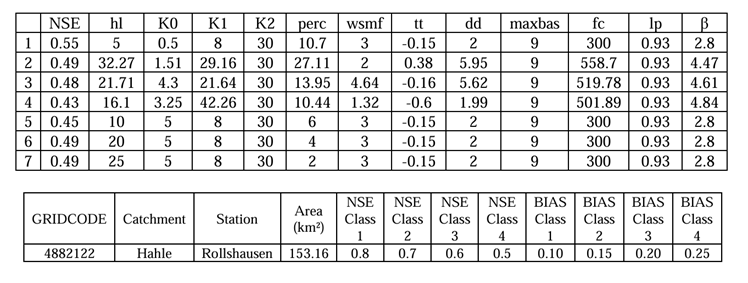 NSE hl K0 K1 K2 perc wsmf tt dd maxbas fc lp β
1 0.55 5 0.5 8 30 10.7 3 -0.15 2 9 300 0.93 2.8
2 0.49 32.27 1.51 29.16 30 27.11 2 0.38 5.95 9 558.7 0.93 4.47
3 0.48 21.71 4.3 21.64 30 13.95 4.64 -0.16 5.62 9 519.78 0.93 4.61
4 0.43 16.1 3.25 42.26 30 10.44 1.32 -0.6 1.99 9 501.89 0.93 4.84
5 0.45 10 5 8 30 6 3 -0.15 2 9 300 0.93 2.8
6 0.49 20 5 8 30 4 3 -0.15 2 9 300 0.93 2.8
7 0.49 25 5 8 30 2 3 -0.15 2 9 300 0.93 2.8
GRIDCODE Catchment Station Area (km²) NSE Class 1 NSE Class 2 NSE Class 3 NSE Class 4 BIAS Class 1 BIAS Class 2 BIAS Class 3 BIAS Class 4
4882122 Hahle Rollshausen 153.16 0.8 0.7 0.6 0.5 0.10 0.15 0.20 0.25